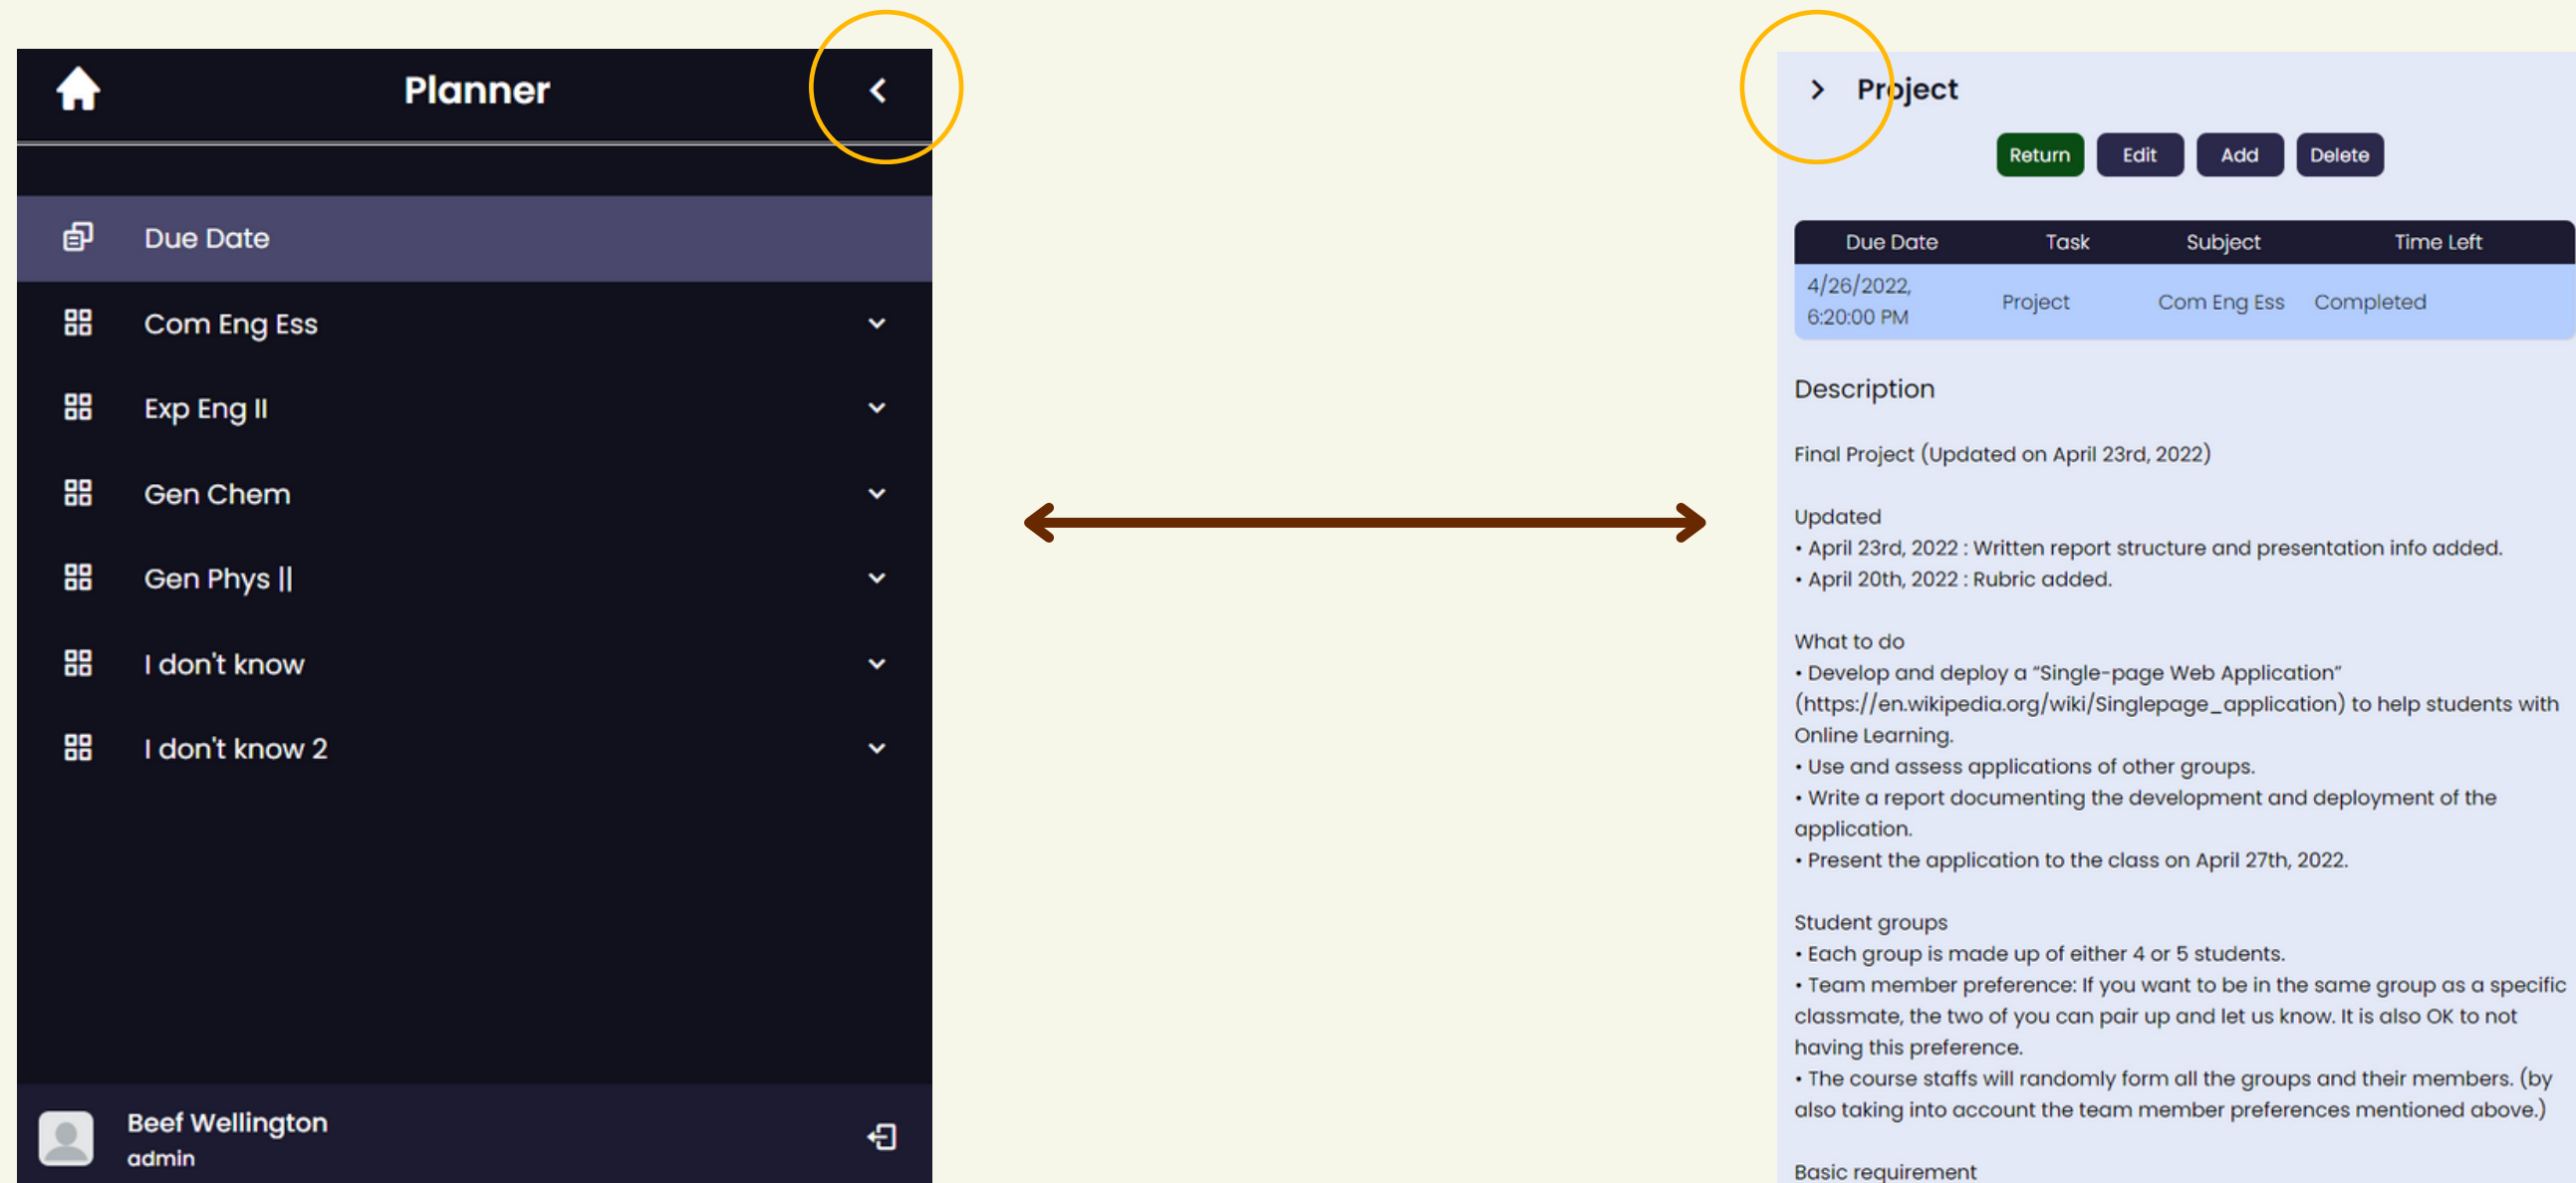 Planner
Due Date
Com Eng Ess
Exp Eng II
Gen Chem
Gen Phys ||
I don't know
I don't know 2
Beef Wellington
admin
Project
Return Edit Add Delete
Due Date Task Subject Time Left
4/26/2022,
6:20:00 PM Project Com Eng Ess Completed
Description
Final Project (Updated on April 23rd, 2022)
Updated
• April 23rd, 2022 : Written report structure and presentation info added.
• April 20th, 2022 : Rubric added.
What to do
• Develop and deploy a “Single-page Web Application”
(https://en.wikipedia.org/wiki/Singlepage_application) to help students with
Online Learning.
• Use and assess applications of other groups.
• Write a report documenting the development and deployment of the
application.
• Present the application to the class on April 27th, 2022.
Student groups
• Each group is made up of either 4 or 5 students.
• Team member preference: If you want to be in the same group as a specific
classmate, the two of you can pair up and let us know. It is also OK to not
having this preference.
• The course staffs will randomly form all the groups and their members. (by
also taking into account the team member preferences mentioned above.)
Basic requirement